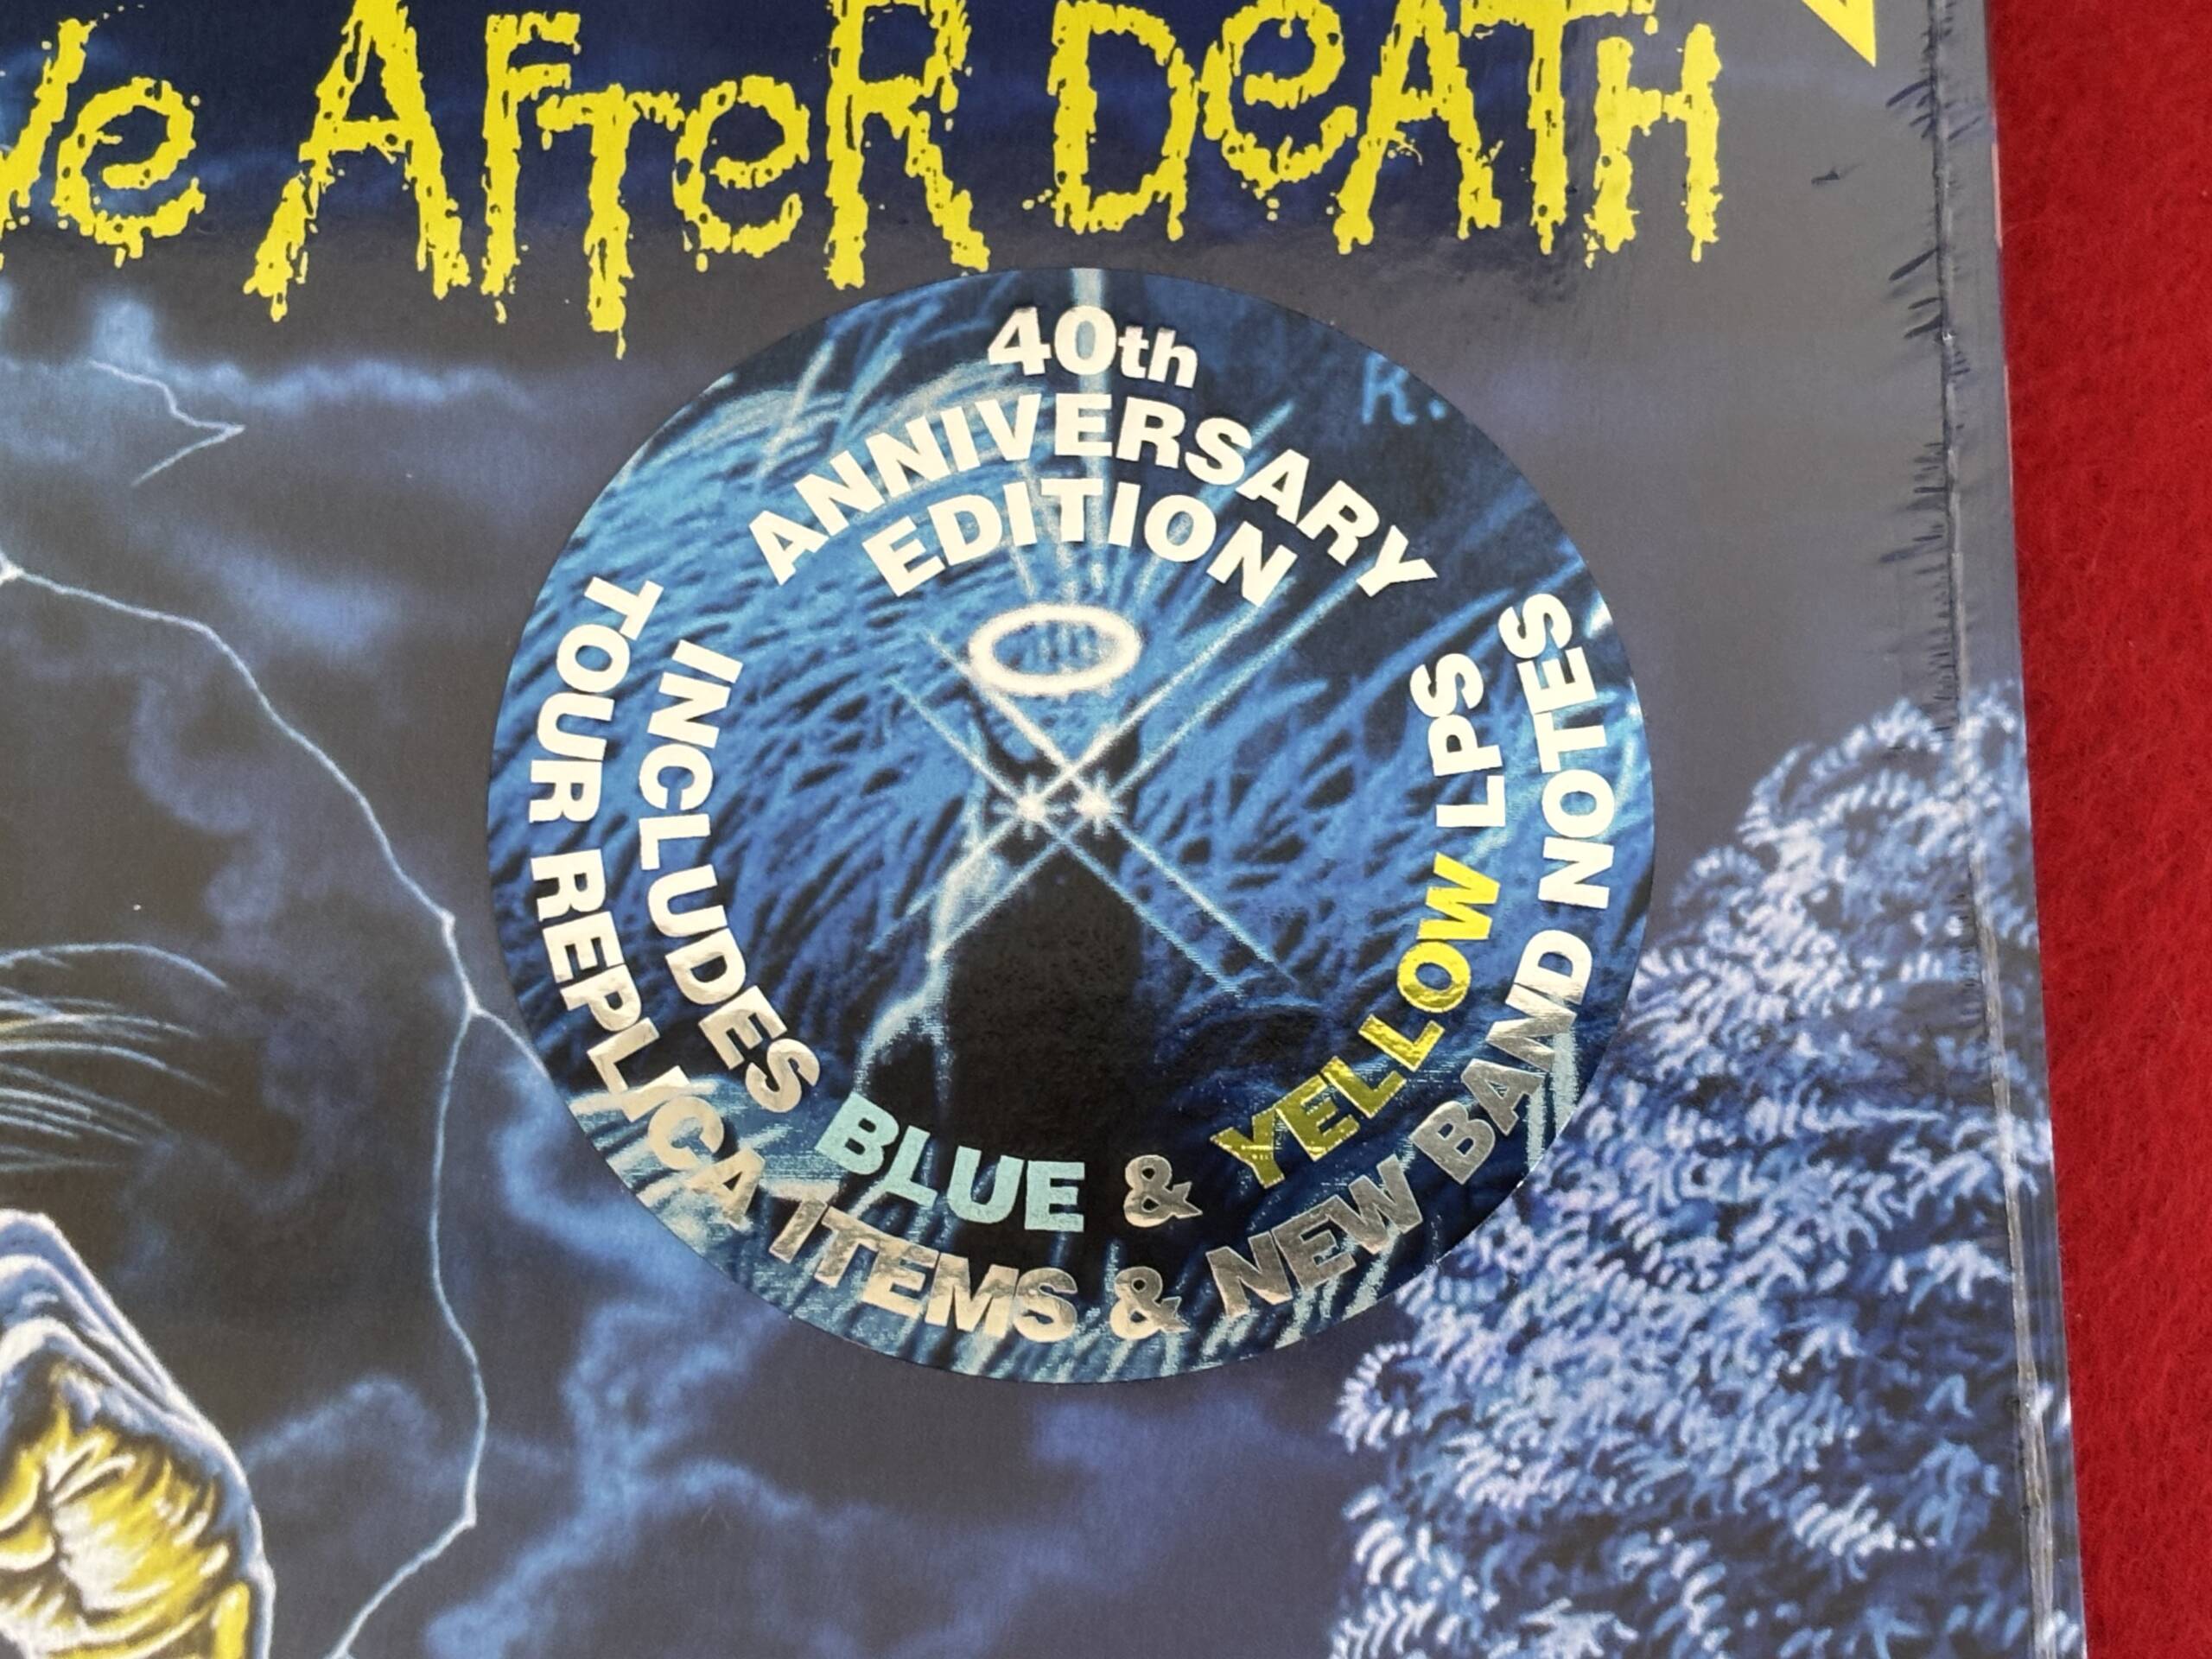 ve AFTeR DeATH
40th
ANNIVERSARY
EDITION
INCLUDES BLUE & YELLOW LPS
TOUR REPLICA ITEMS & NEW BAND NOTES